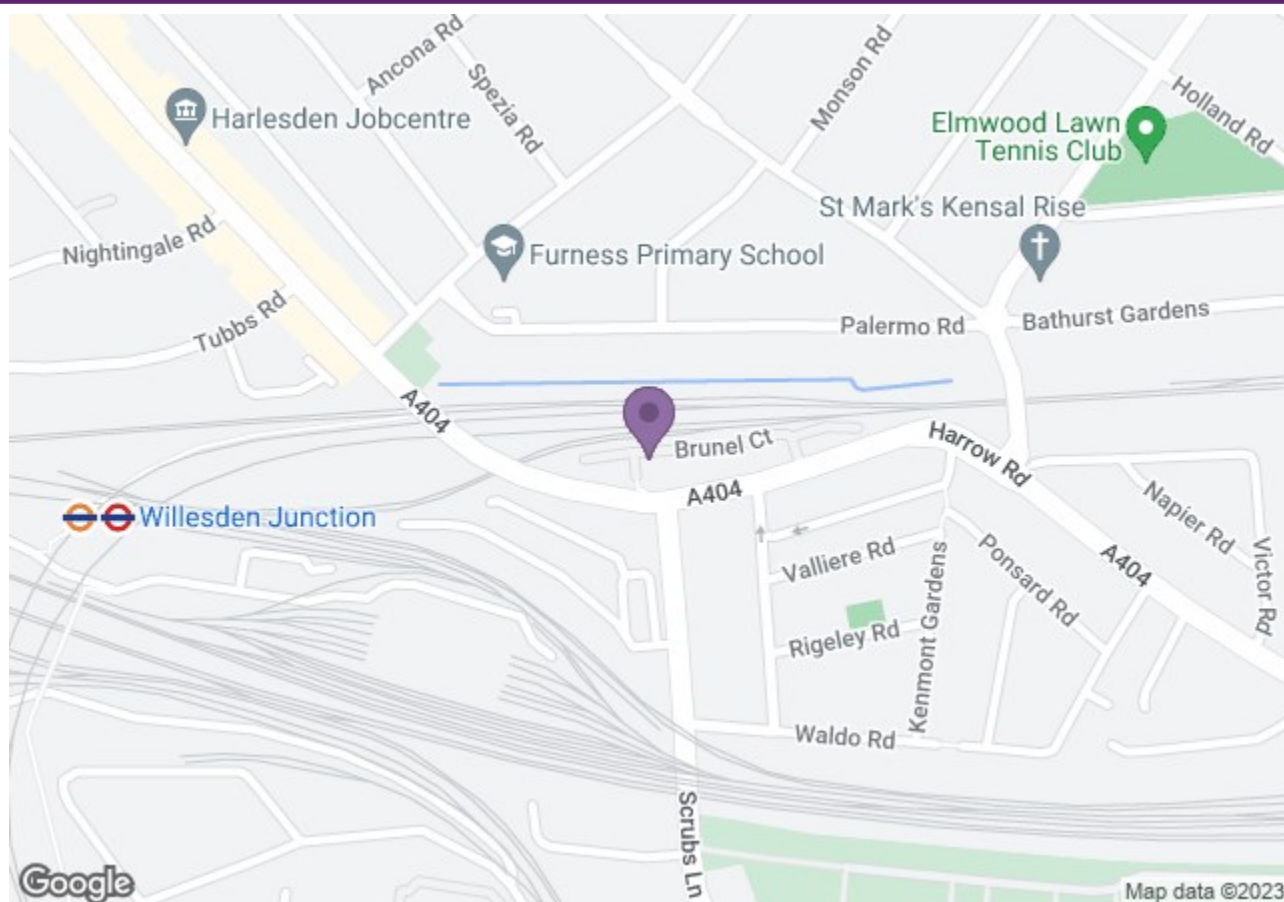 Ancona Rd
Spezia Rd
Monson Rd
Holland Rd
Harlesden Jobcentre
Elmwood Lawn
Tennis Club
St Mark's Kensal Rise
Nightingale Rd
Furness Primary School
Tubbs Rd
Palermo Rd
Bathurst Gardens
A404
Brunel Ct
Harrow Rd
A404
Willesden Junction
Napier Rd
Valliere Rd
Ponsard Rd
A404
Victor Rd
Rigeley Rd
Kenmont Gardens
Waldo Rd
Scrubs Ln
Google
Map data ©2023